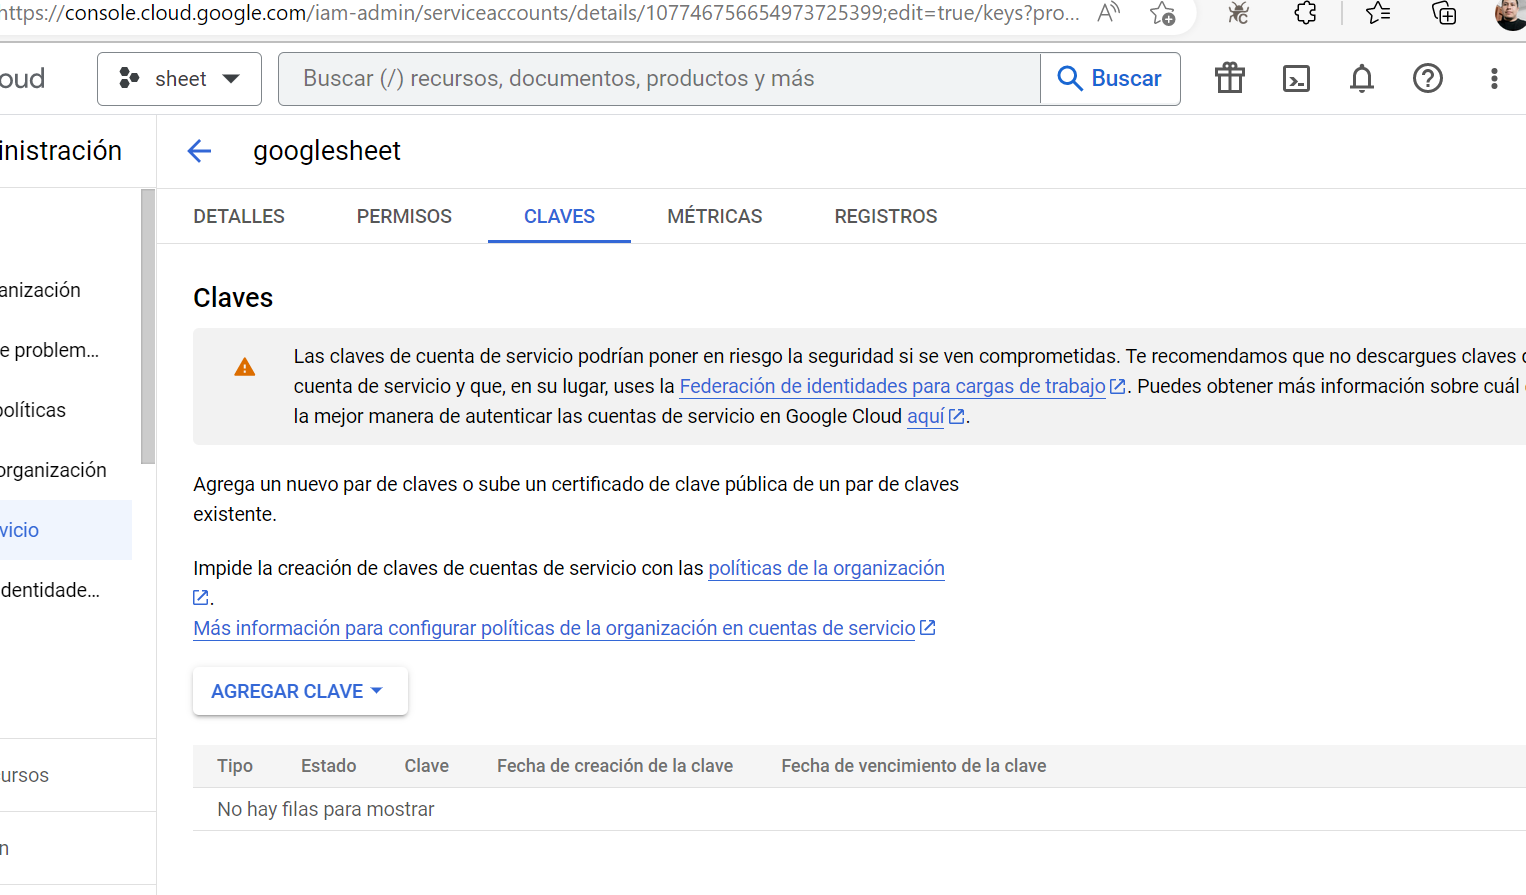 https://console.cloud.google.com/iam-admin/serviceaccounts/details/107746756654973725399;edit=true/keys?pro...
oud
sheet
Buscar (/) recursos, documentos, productos y más
Buscar
inistración
googlesheet
DETALLES PERMISOS CLAVES MÉTRICAS REGISTROS
anización
e problem...
políticas
organización
vicio
dentidade...
ursos
n
Claves
Las claves de cuenta de servicio podrían poner en riesgo la seguridad si se ven comprometidas. Te recomendamos que no descargues claves d
cuenta de servicio y que, en su lugar, uses la Federación de identidades para cargas de trabajo. Puedes obtener más información sobre cuál
la mejor manera de autenticar las cuentas de servicio en Google Cloud aquí.
Agrega un nuevo par de claves o sube un certificado de clave pública de un par de claves
existente.
Impide la creación de claves de cuentas de servicio con las políticas de la organización
.
Más información para configurar políticas de la organización en cuentas de servicio
AGREGAR CLAVE
Tipo Estado Clave Fecha de creación de la clave Fecha de vencimiento de la clave
No hay filas para mostrar